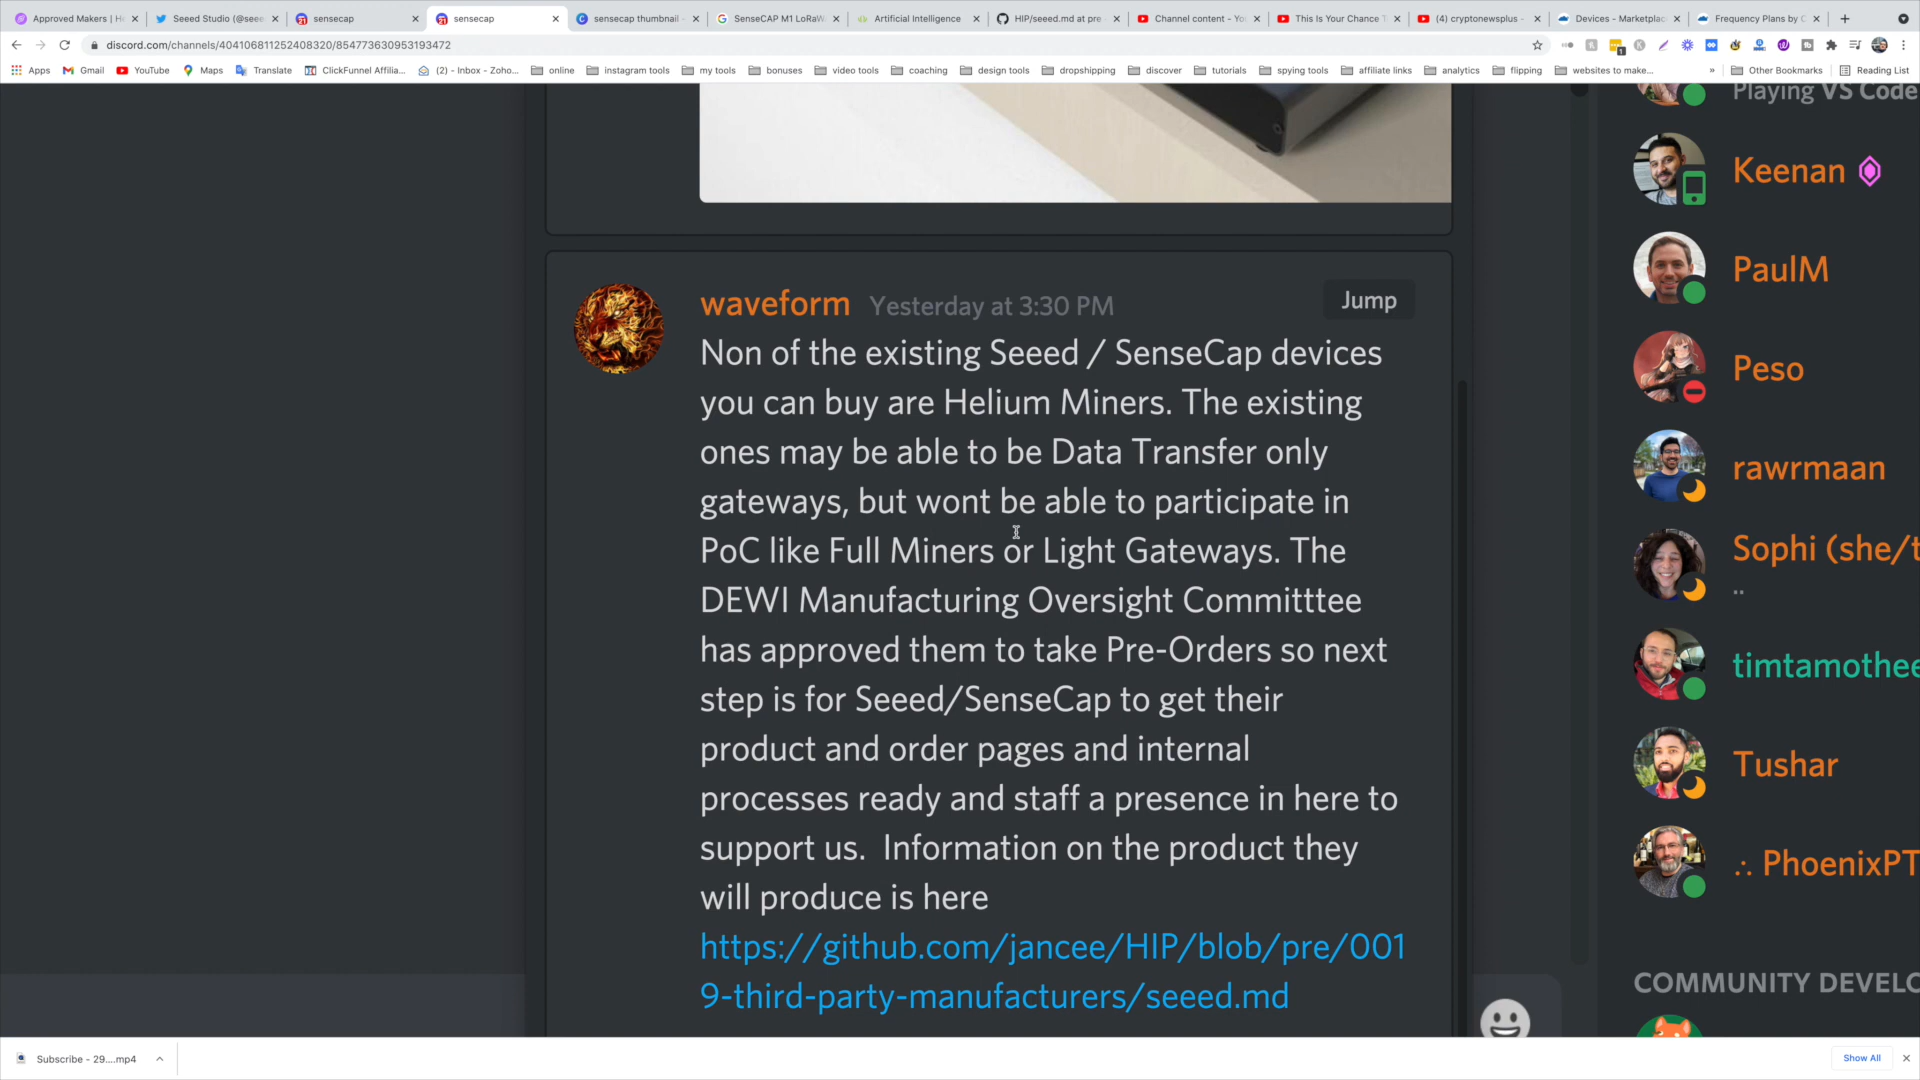 Approved Makers | He
Seeed Studio (@seee
sensecap
sensecap
sensecap thumbnail -
SenseCAP M1 LoRaW
Artificial Intelligence
HIP/seeed.md at pre
Channel content - Yo
This Is Your Chance T
(4) cryptonewsplus -
Devices - Marketplac
Frequency Plans by C
discord.com/channels/404106811252408320/854773630953193472
Apps
Gmail
YouTube
Maps
Translate
ClickFunnel Affilia...
(2) - Inbox - Zoho...
online
instagram tools
my tools
bonuses
video tools
coaching
design tools
dropshipping
discover
tutorials
spying tools
affiliate links
analytics
flipping
websites to make...
»
Other Bookmarks
Reading List
waveform Yesterday at 3:30 PM
Jump
Non of the existing Seeed / SenseCap devices
you can buy are Helium Miners. The existing
ones may be able to be Data Transfer only
gateways, but wont be able to participate in
PoC like Full Miners or Light Gateways. The
DEWI Manufacturing Oversight Committtee
has approved them to take Pre-Orders so next
step is for Seeed/SenseCap to get their
product and order pages and internal
processes ready and staff a presence in here to
support us.  Information on the product they
will produce is here
https://github.com/jancee/HIP/blob/pre/001
9-third-party-manufacturers/seeed.md
Playing VS Code
Keenan
PaulM
Peso
rawrmaan
Sophi (she/t
..
timtamothee
Tushar
∴ PhoenixPT
COMMUNITY DEVELO
Subscribe - 29....mp4
Show All